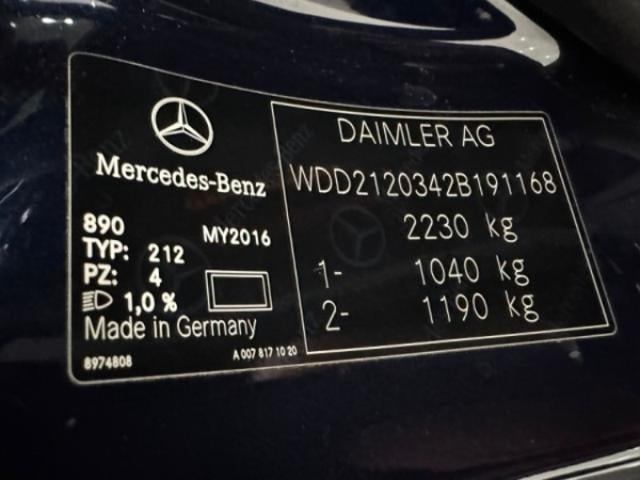 Mercedes-Benz
890 MY2016
TYP: 212
PZ: 4
1,0 %
Made in Germany
8974808 A 007 817 10 20
DAIMLER AG
WDD2120342B191168
2230 kg
1- 1040 kg
2- 1190 kg